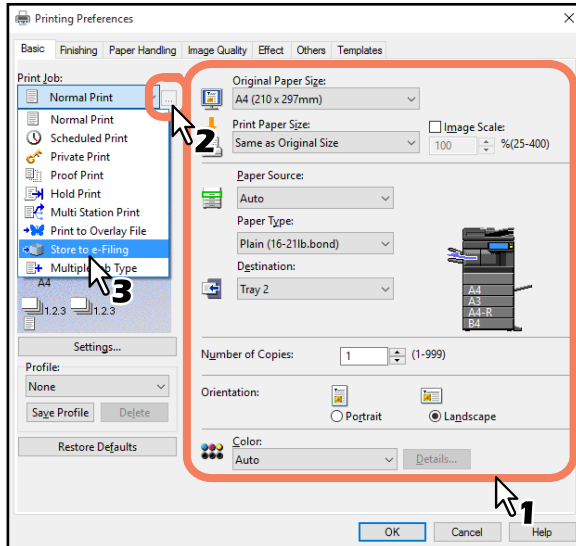 Printing Preferences
Basic Finishing Paper Handling Image Quality Effect Others Templates
Print Job:
Normal Print
...
2
Normal Print
Scheduled Print
Private Print
Proof Print
Hold Print
Multi Station Print
Print to Overlay File
Store to e-Filing
Multiple Job Type
3
A4
1.2.3 1.2.3
Settings...
Profile:
None
Save Profile Delete
Restore Defaults
Original Paper Size:
A4 (210 x 297mm)
Print Paper Size:
Same as Original Size
Image Scale:
100 %(25-400)
Paper Source:
Auto
Paper Type:
Plain (16-21lb.bond)
Destination:
Tray 2
A4
A3
A4-R
B4
Number of Copies: 1 (1-999)
Orientation:
Portrait Landscape
Color:
Auto Details...
1
OK Cancel Help